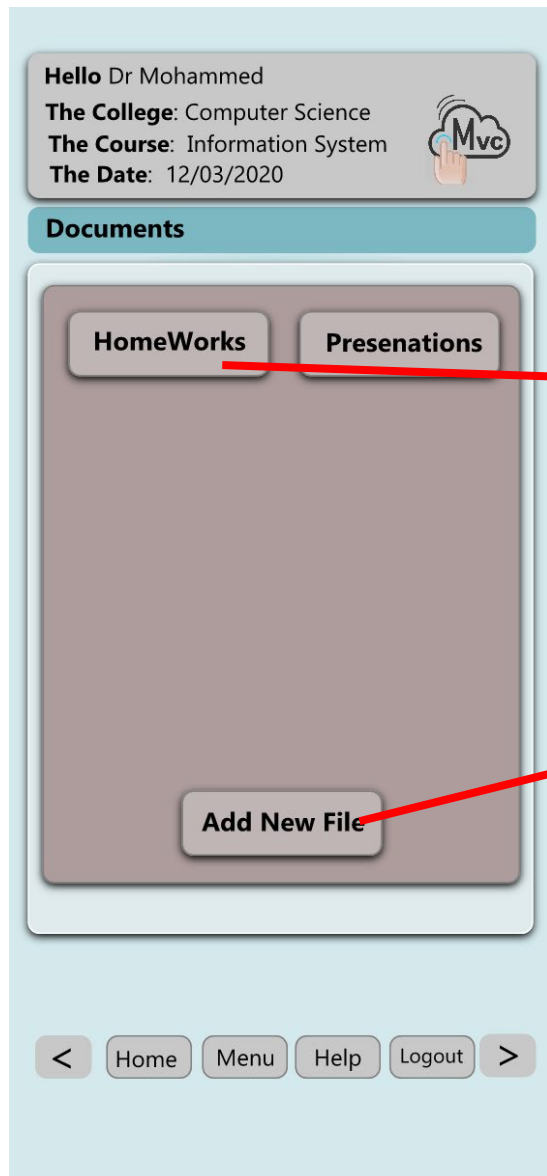 Hello Dr Mohammed
The College: Computer Science
The Course: Information System
The Date: 12/03/2020
Mvc
Documents
HomeWorks Presenations
Add New File
< Home Menu Help Logout >